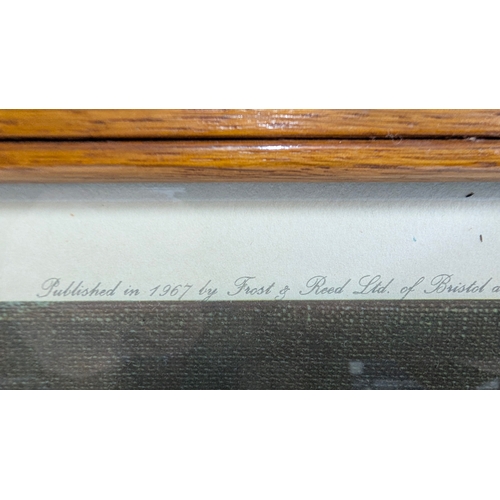 Published in 1967 by Frost & Reed Ltd. of Bristol a